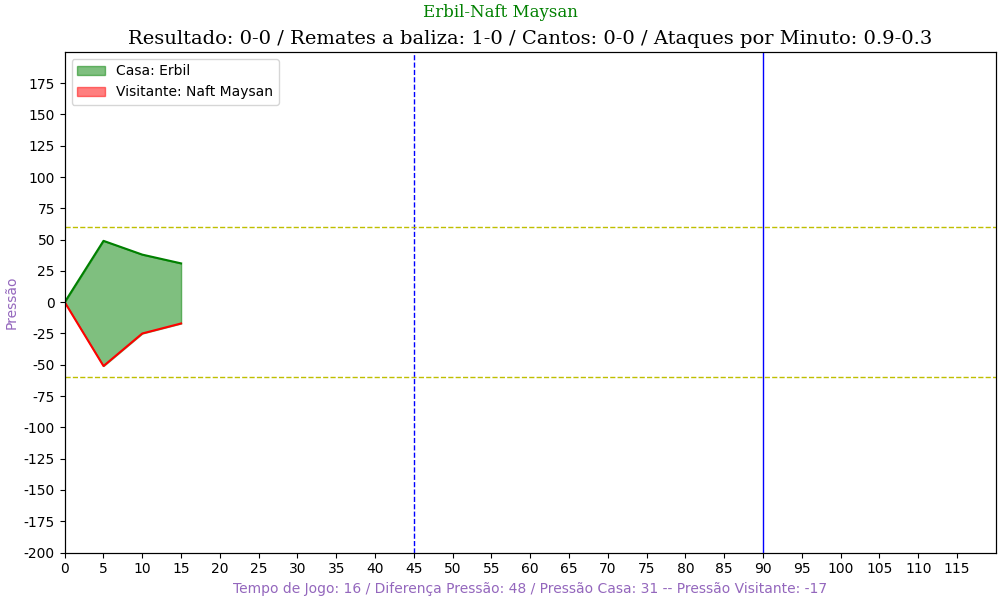 Erbil-Naft Maysan
Resultado: 0-0 / Remates a baliza: 1-0 / Cantos: 0-0 / Ataques por Minuto: 0.9-0.3
Casa: Erbil
Visitante: Naft Maysan
175
150
125
100
75
50
25
0
-25
-50
-75
-100
-125
-150
-175
-200
Pressão
0 5 10 15 20 25 30 35 40 45 50 55 60 65 70 75 80 85 90 95 100 105 110 115
Tempo de Jogo: 16 / Diferença Pressão: 48 / Pressão Casa: 31 -- Pressão Visitante: -17